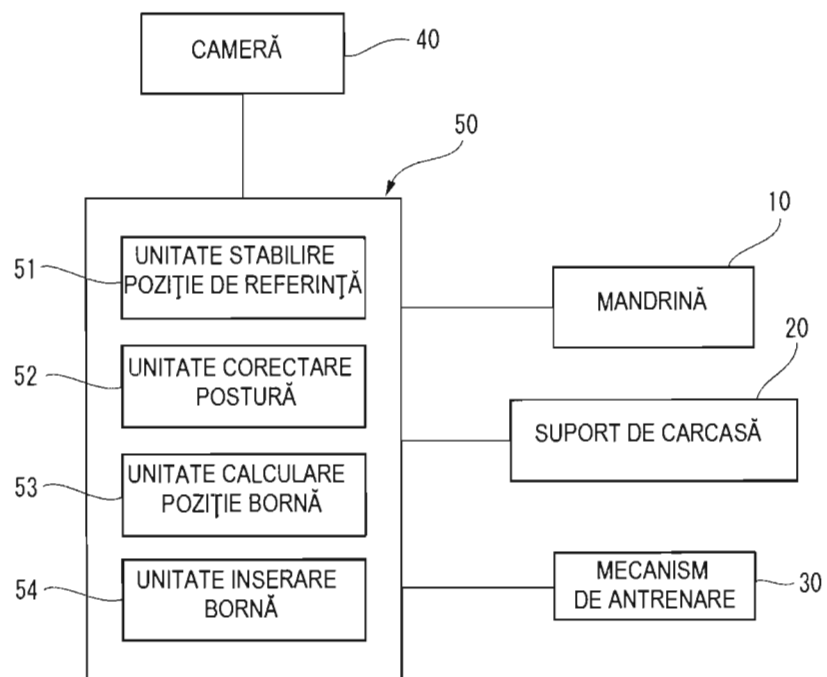 CAMERĂ
40
50
51
UNITATE STABILIRE
POZIŢIE DE REFERINŢĂ
10
MANDRINĂ
52
UNITATE CORECTARE
POSTURĂ
20
SUPORT DE CARCASĂ
53
UNITATE CALCULARE
POZIŢIE BORNĂ
54
UNITATE INSERARE
BORNĂ
MECANISM
DE ANTRENARE
30